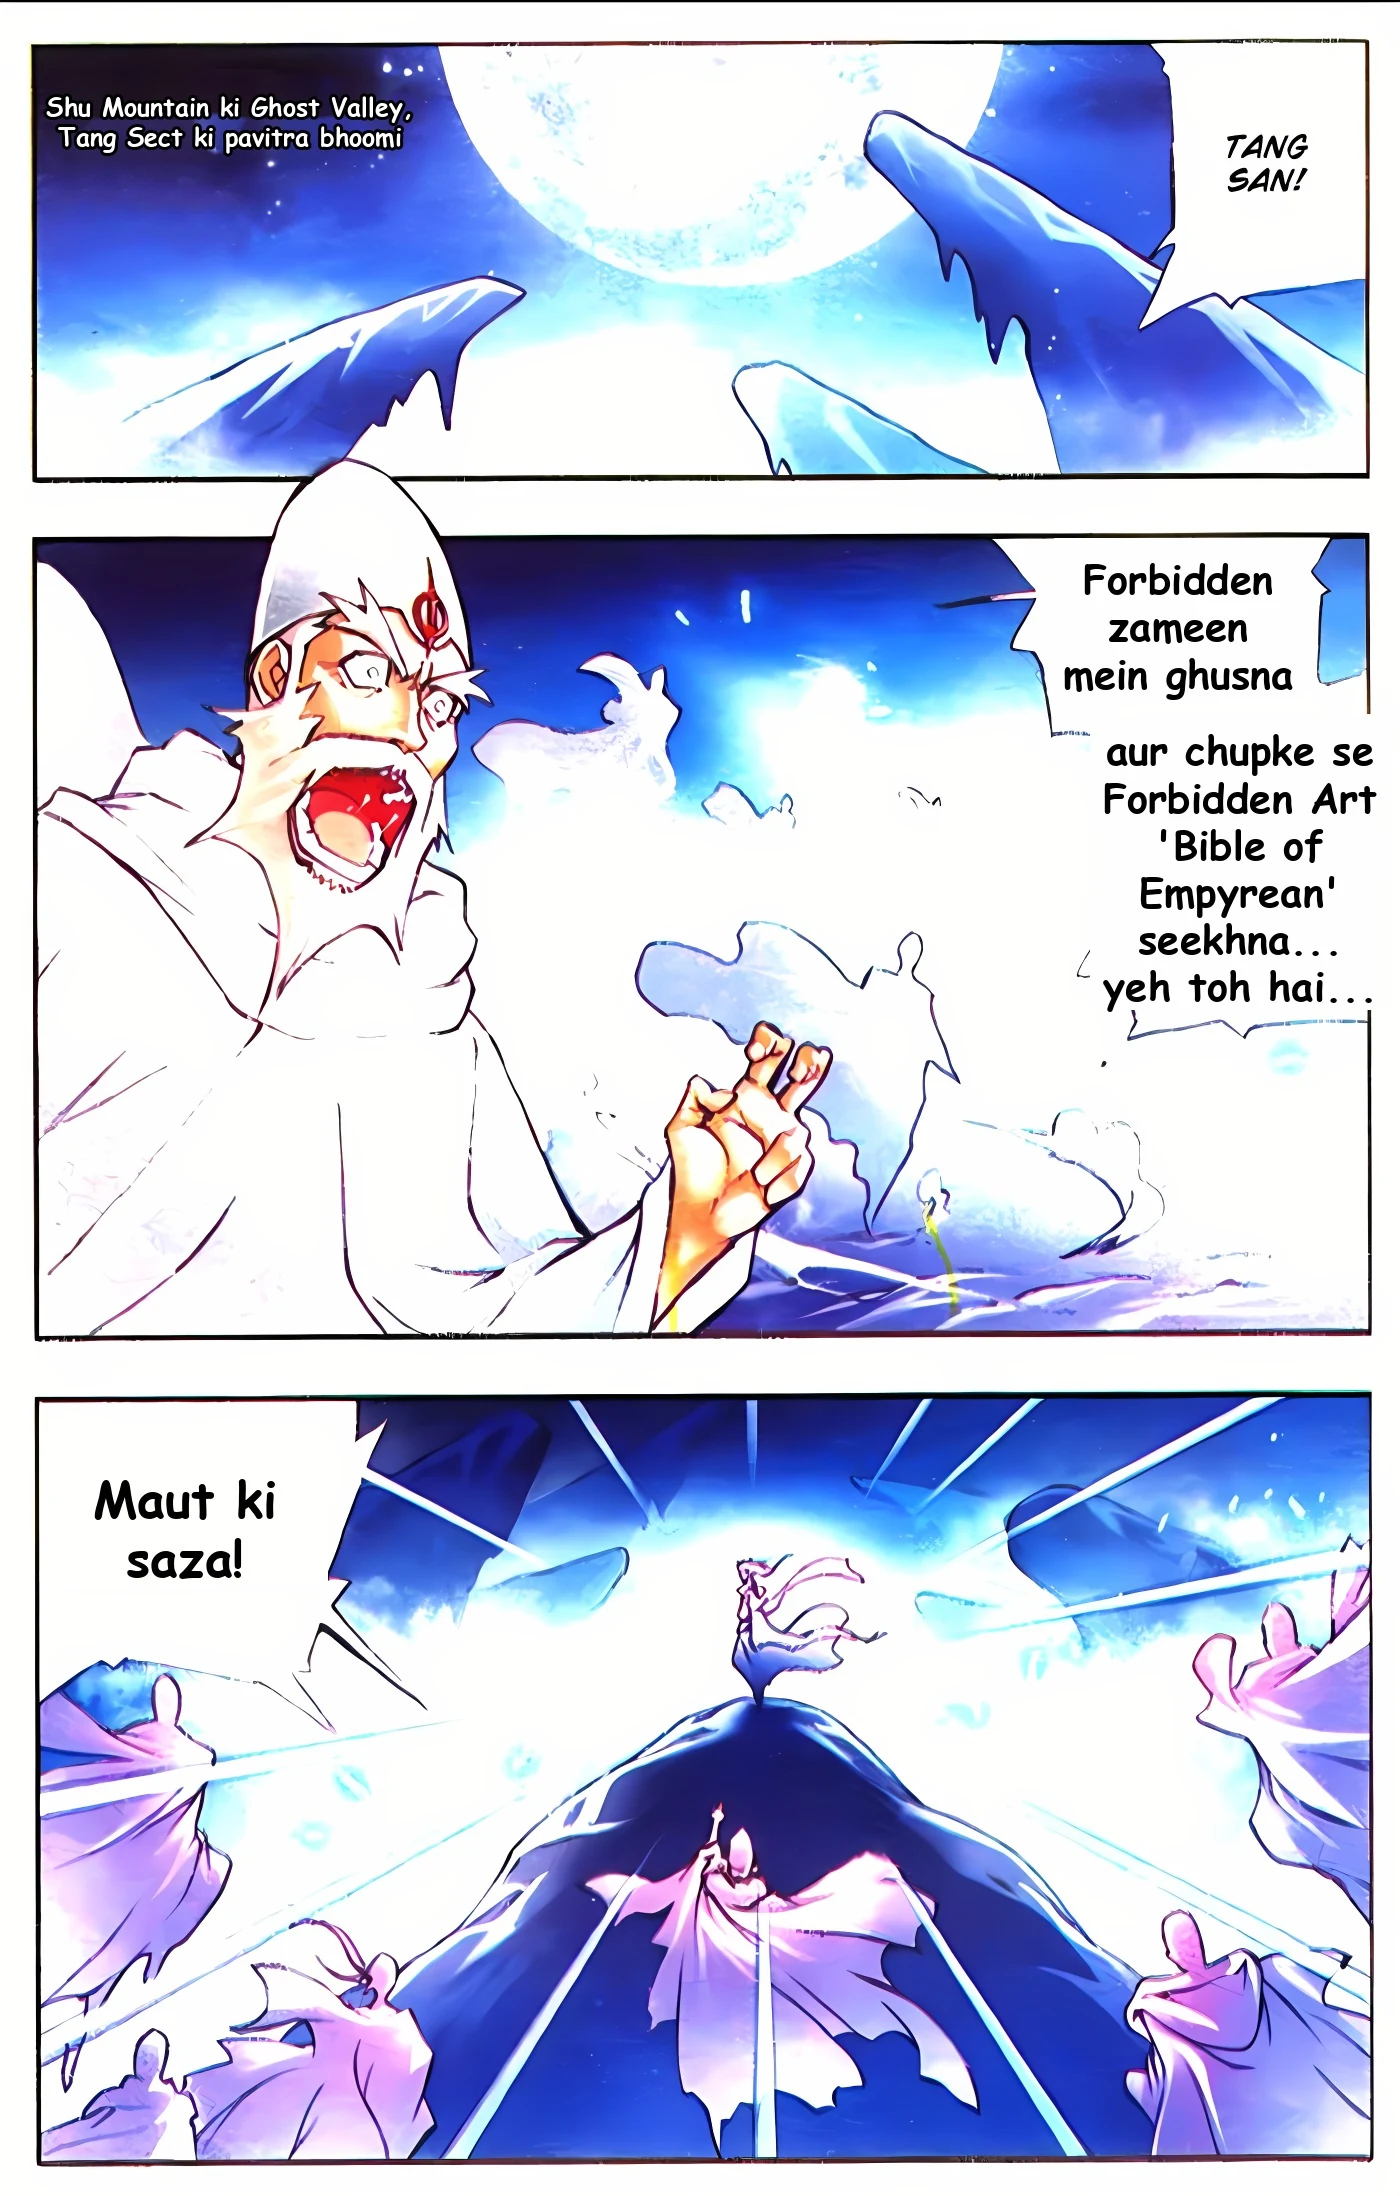 Shu Mountain ki Ghost Valley,
Tang Sect ki pavitra bhoomi
TANG
SAN!
Forbidden
zameen
mein ghusna
aur chupke se
Forbidden Art
'Bible of
Empyrean'
seekhna...
yeh toh hai...
Maut ki
saza!